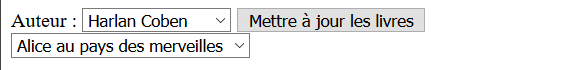 Auteur : Harlan Coben Mettre à jour les livres
Alice au pays des merveilles